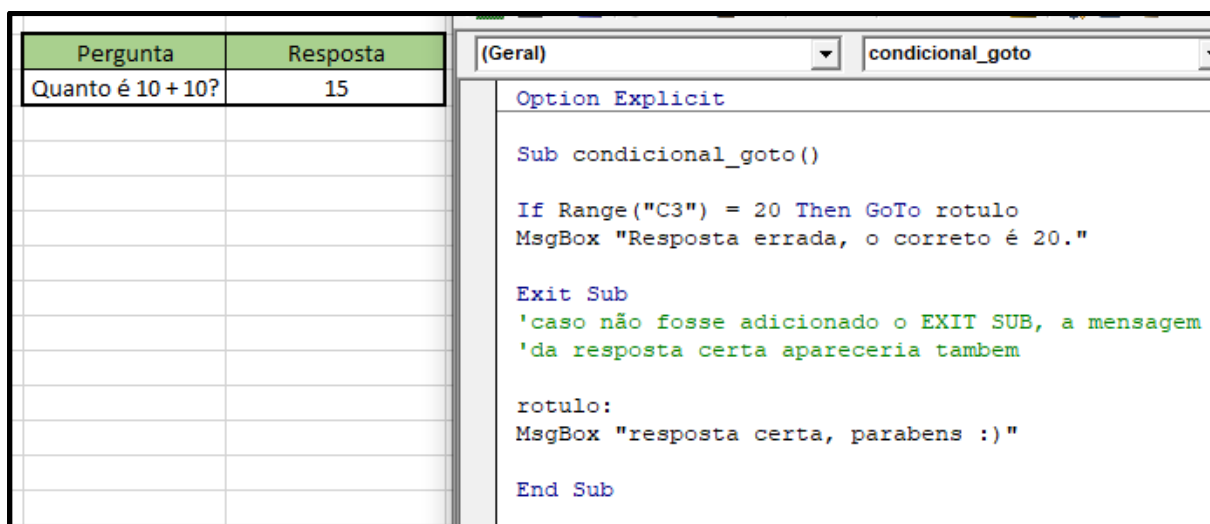 Pergunta Resposta
Quanto é 10 + 10? 15
(Geral) condicional_goto
Option Explicit
Sub condicional_goto()
If Range("C3") = 20 Then GoTo rotulo
MsgBox "Resposta errada, o correto é 20."
Exit Sub
'caso não fosse adicionado o EXIT SUB, a mensagem
'da resposta certa apareceria tambem
rotulo:
MsgBox "resposta certa, parabens :)"
End Sub